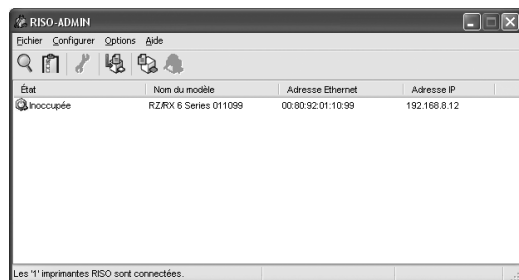 RISO-ADMIN
Fichier Configurer Options Aide
État Nom du modèle Adresse Ethernet Adresse IP
Inoccupée RZ/RX 6 Series 011099 00:80:92:01:10:99 192.168.8.12
Les '1' imprimantes RISO sont connectées.